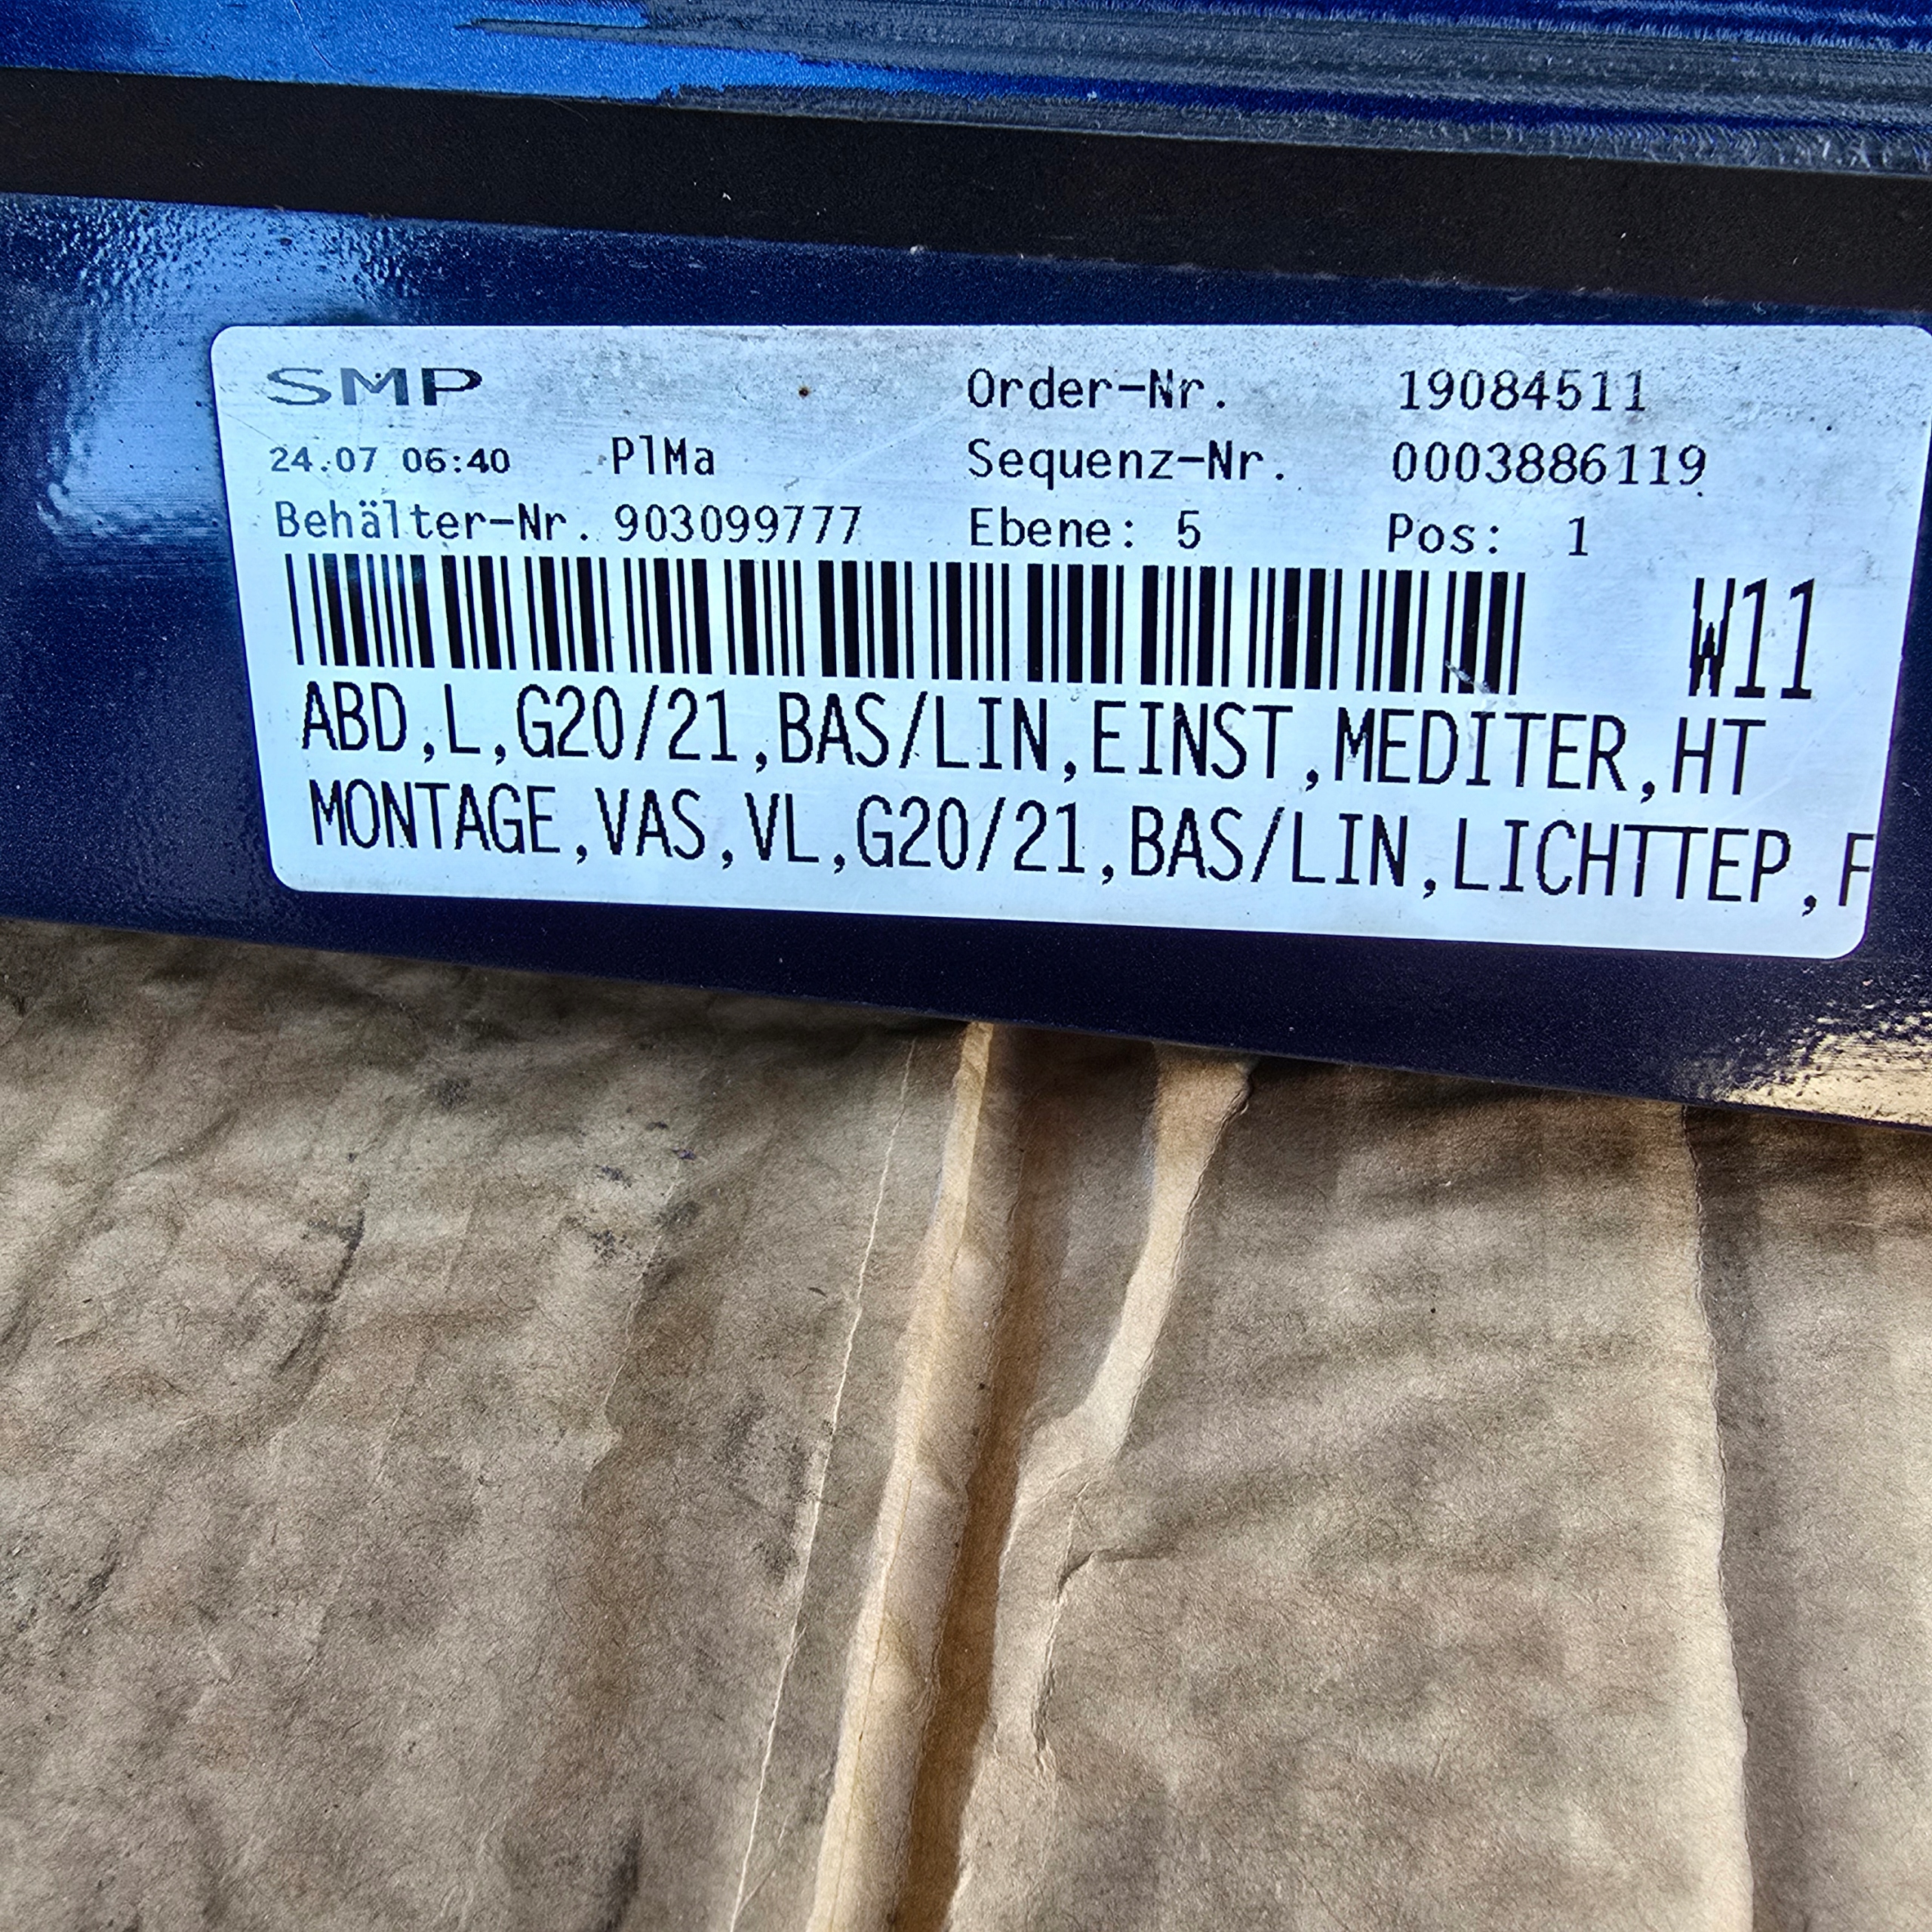 SMP Order-Nr. 19084511
24.07 06:40 PlMa Sequenz-Nr. 0003886119
Behälter-Nr. 903099777 Ebene: 5 Pos: 1
W11
ABD,L,G20/21,BAS/LIN,EINST,MEDITER,HT
MONTAGE,VAS,VL,G20/21,BAS/LIN,LICHTTEP,F